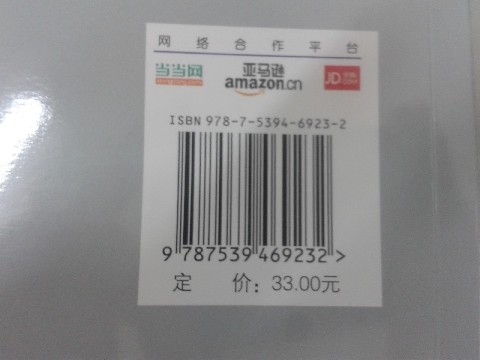 网络合作平台
当当网 亚马逊 JD
amazon.cn
ISBN 978-7-5394-6923-2
9 787539 469232 >
定 价：33.00元